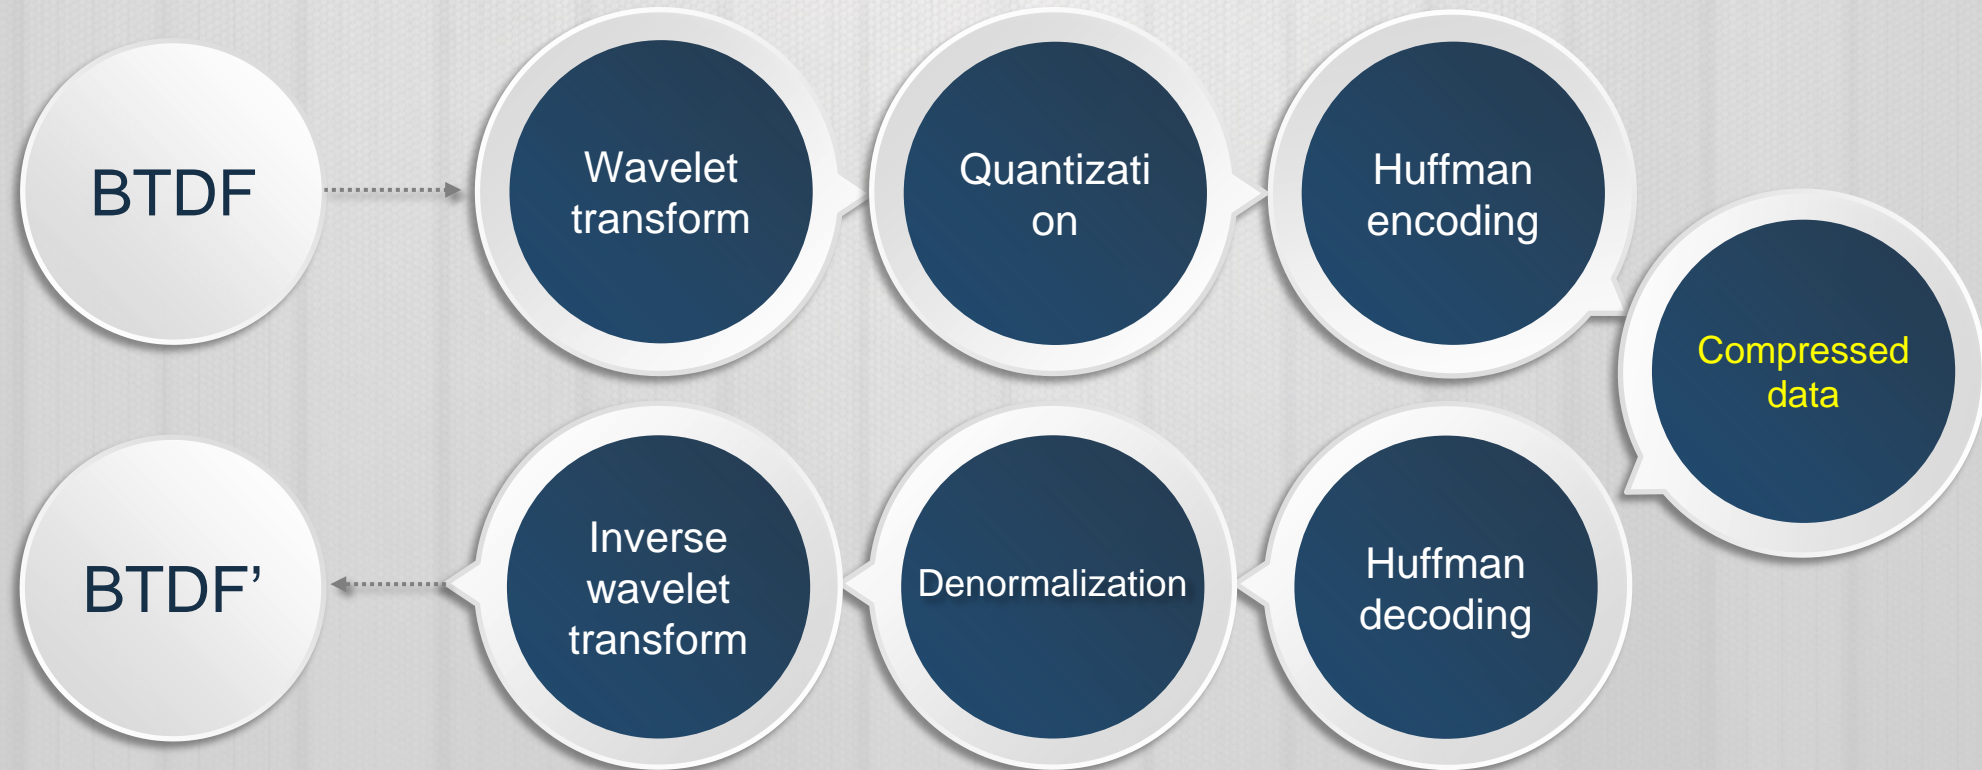 BTDF
Wavelet
transform
Quantizati
on
Huffman
encoding
Compressed
data
Huffman
decoding
Denormalization
Inverse
wavelet
transform
BTDF’